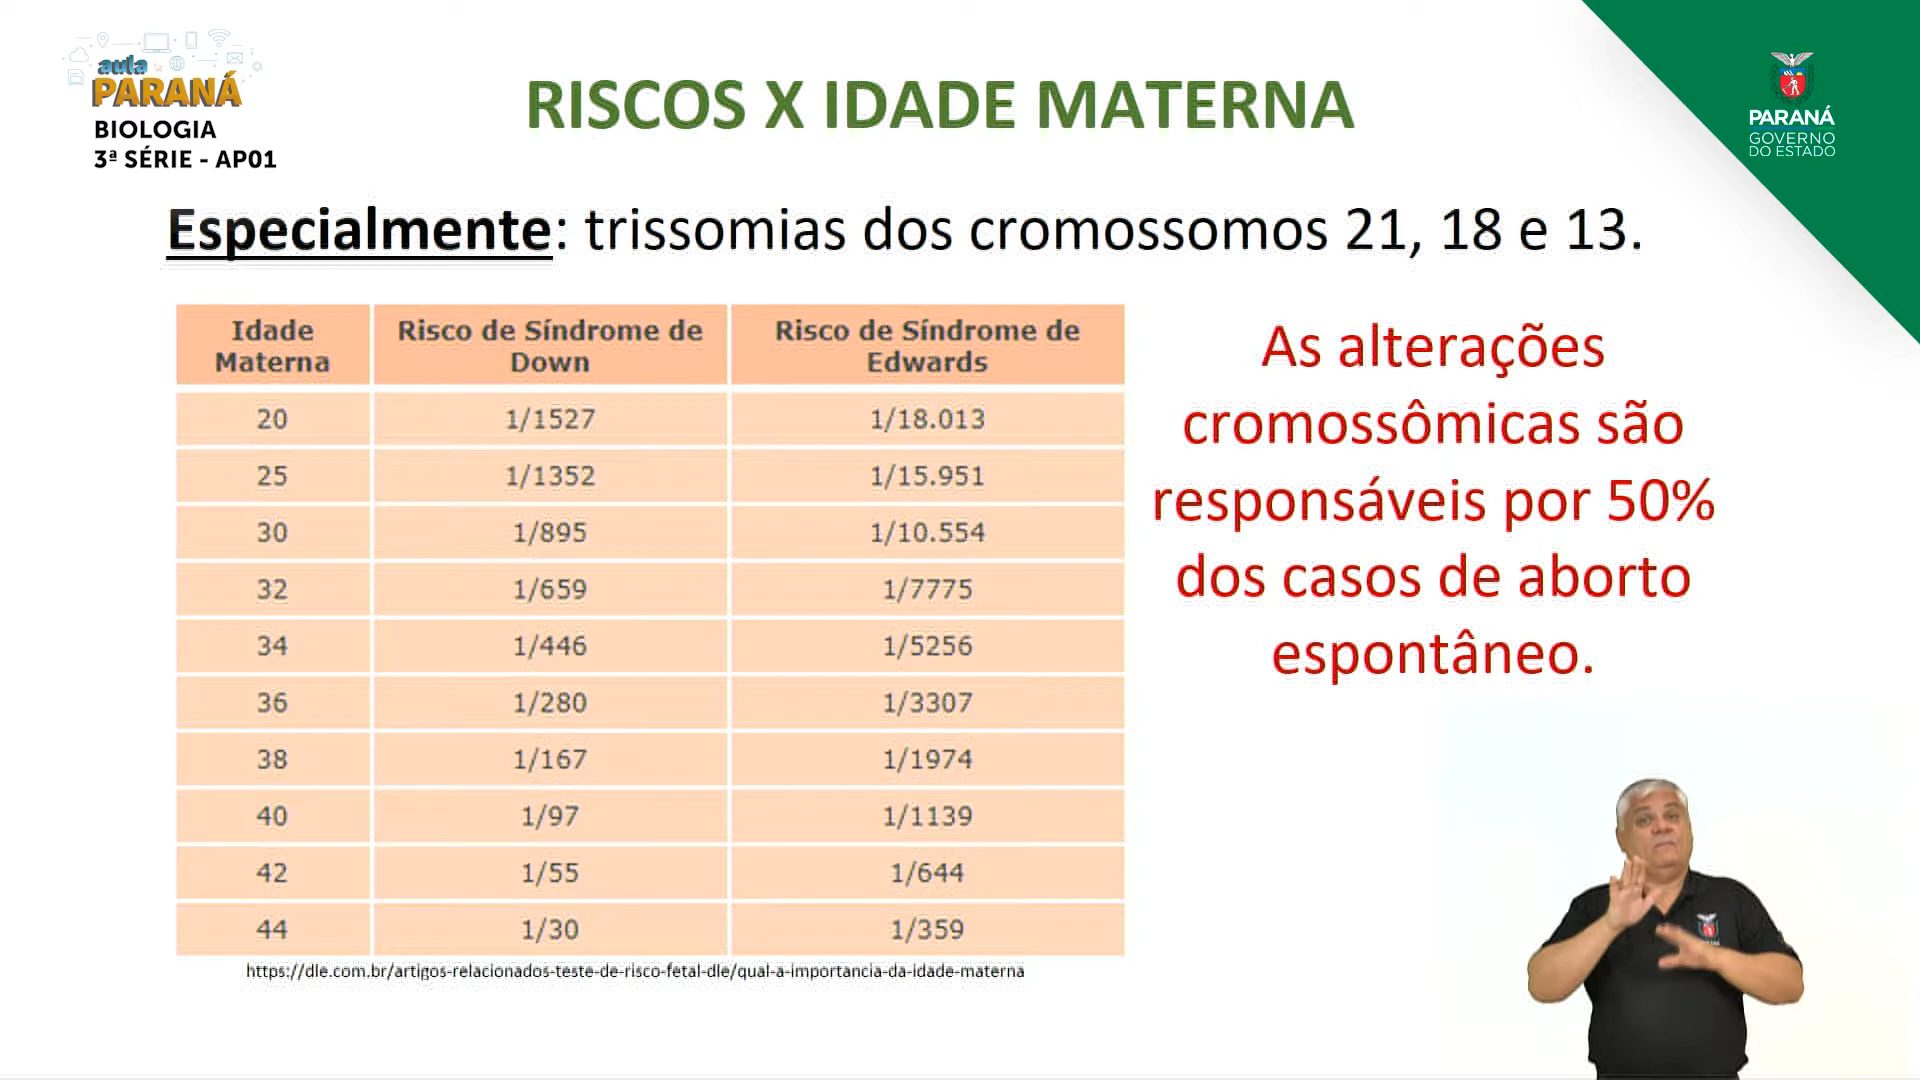 aula
PARANÁ
BIOLOGIA
3ª SÉRIE - AP01
RISCOS X IDADE MATERNA
PARANÁ
GOVERNO
DO ESTADO
Especialmente: trissomias dos cromossomos 21, 18 e 13.
Idade Materna Risco de Síndrome de Down Risco de Síndrome de Edwards
20 1/1527 1/18.013
25 1/1352 1/15.951
30 1/895 1/10.554
32 1/659 1/7775
34 1/446 1/5256
36 1/280 1/3307
38 1/167 1/1974
40 1/97 1/1139
42 1/55 1/644
44 1/30 1/359
https://dle.com.br/artigos-relacionados-teste-de-risco-fetal-dle/qual-a-importancia-da-idade-materna
As alterações
cromossômicas são
responsáveis por 50%
dos casos de aborto
espontâneo.